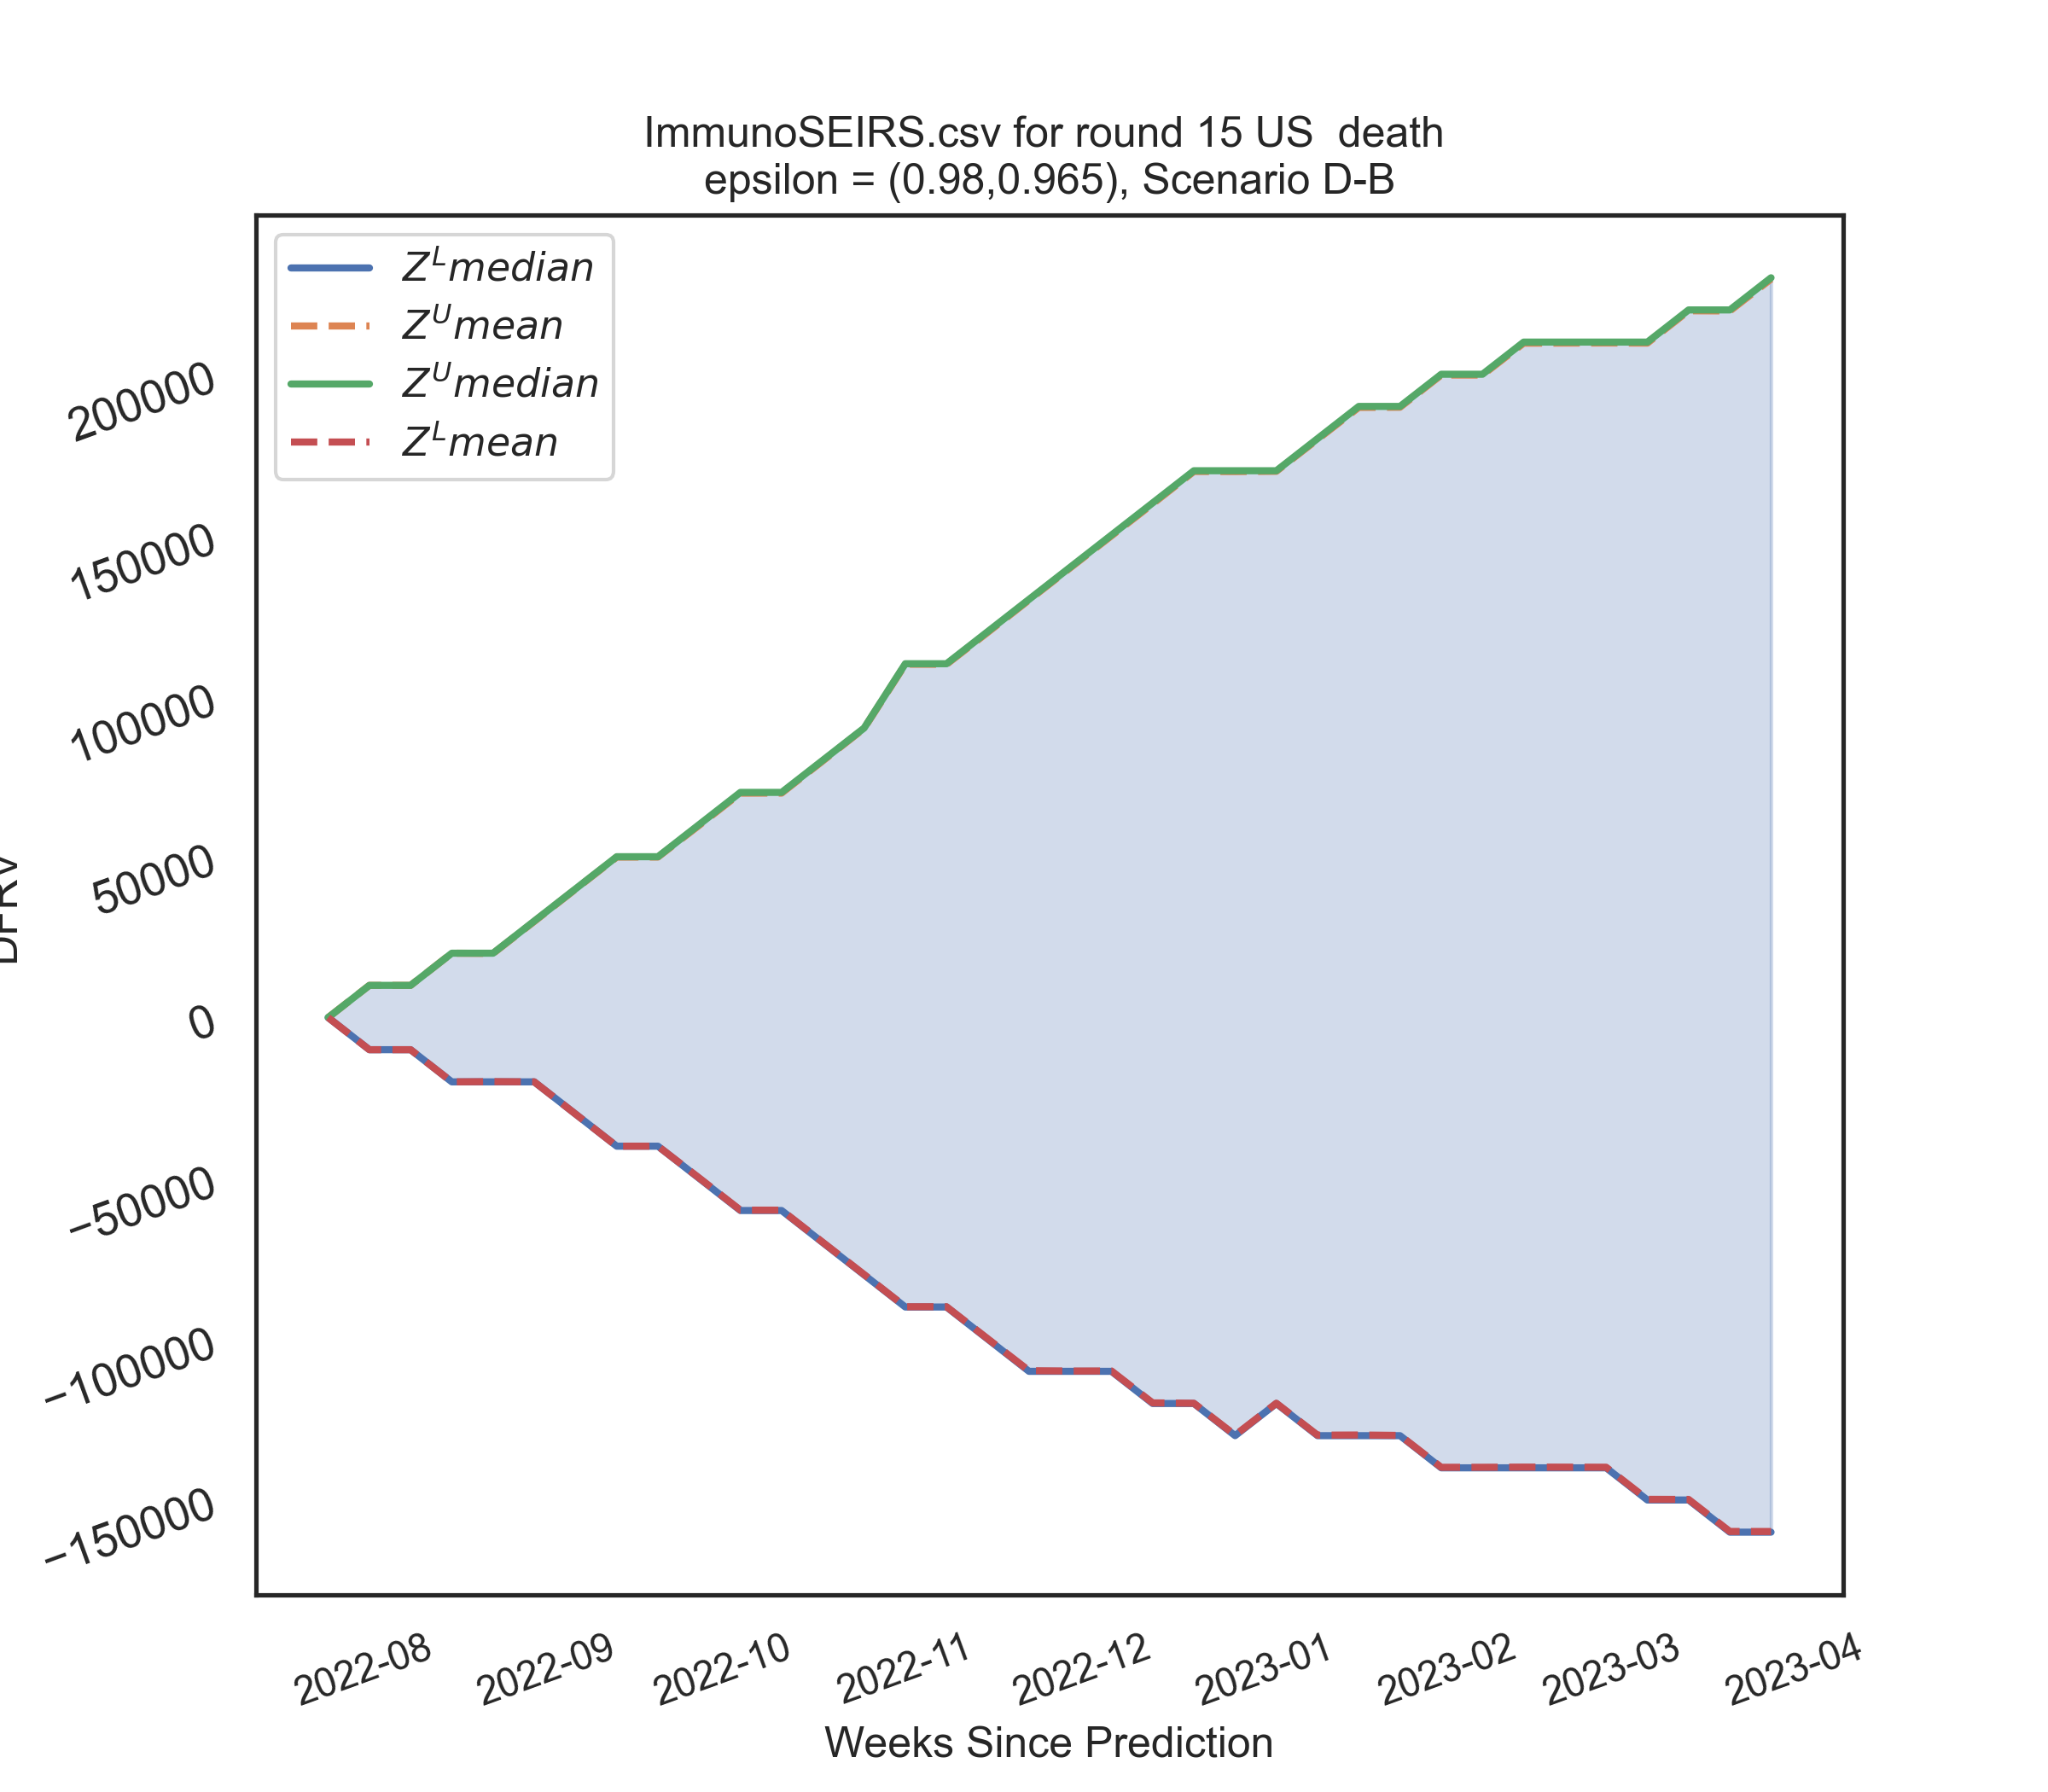 ImmunoSEIRS.csv for round 15 US  death
epsilon = (0.98,0.965), Scenario D-B
Z^L median
Z^U mean
Z^U median
Z^L mean
200000
150000
100000
50000
0
−50000
−100000
−150000
2022-08
2022-09
2022-10
2022-11
2022-12
2023-01
2023-02
2023-03
2023-04
Weeks Since Prediction